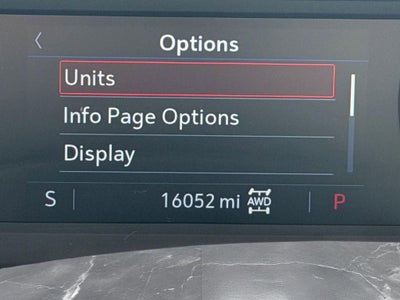 Options
Units
Info Page Options
Display
S 16052 mi AWD P